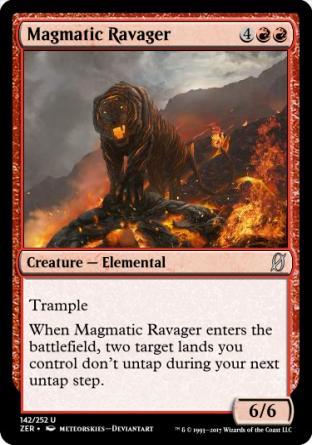 Magmatic Ravager 4
Creature — Elemental
Trample
When Magmatic Ravager enters the
battlefield, two target lands you
control don't untap during your next
untap step.
142/252 U
ZER • METEORSKIES—DEVIANTART
™ & © 1993–2017 Wizards of the Coast LLC
6/6